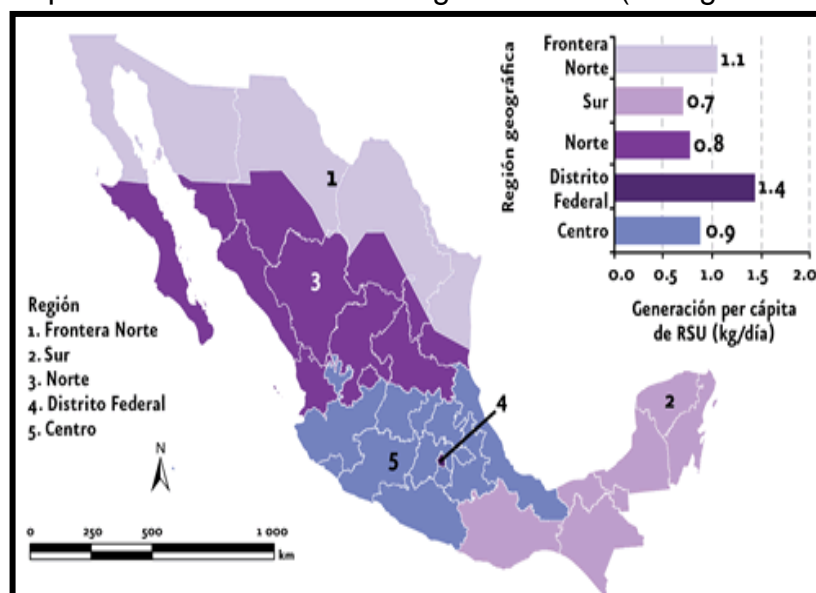 Frontera
Norte
1.1
Sur
0.7
Norte
0.8
Distrito
Federal
1.4
Centro
0.9
Región geográfica
0.0 0.5 1.0 1.5 2.0
Generación per cápita
de RSU (kg/día)
1
3
2
4
5
Región
1. Frontera Norte
2. Sur
3. Norte
4. Distrito Federal
5. Centro
N
0 250 500 1 000
km